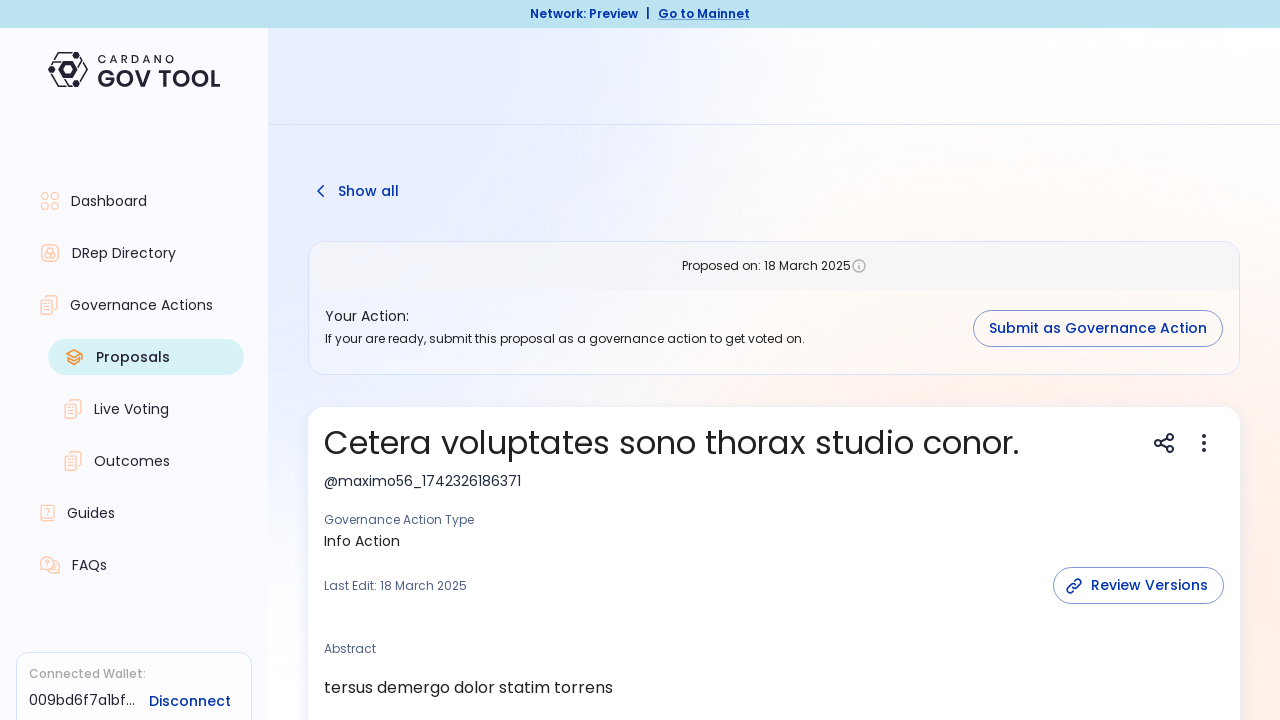 Network: Preview | Go to Mainnet
CARDANO
GOV TOOL
Dashboard
DRep Directory
Governance Actions
Proposals
Live Voting
Outcomes
Guides
FAQs
Connected Wallet:
009bd6f7a1bf... Disconnect
Show all
Proposed on: 18 March 2025
Your Action:
If your are ready, submit this proposal as a governance action to get voted on.
Submit as Governance Action
Cetera voluptates sono thorax studio conor.
@maximo56_1742326186371
Governance Action Type
Info Action
Last Edit: 18 March 2025
Review Versions
Abstract
tersus demergo dolor statim torrens